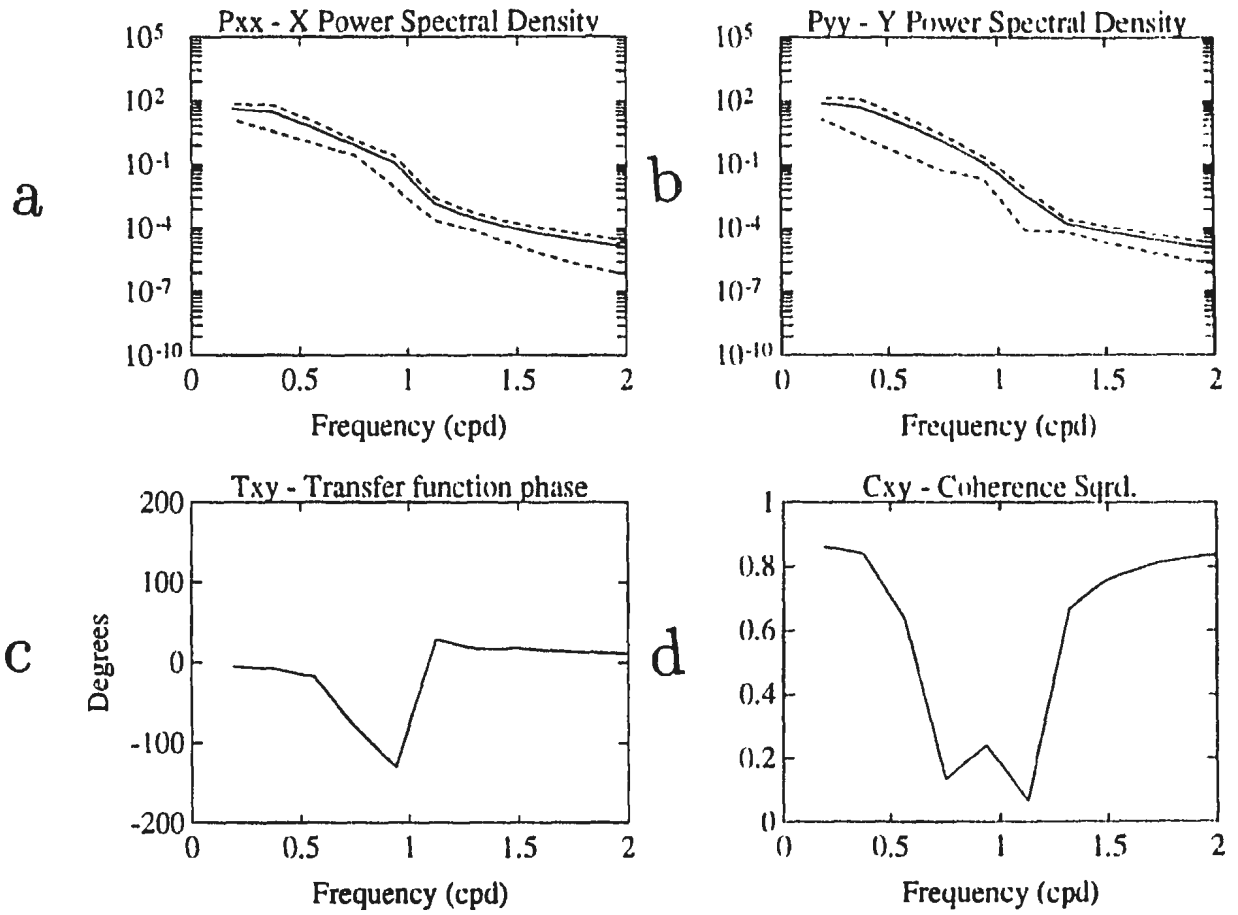 Pxx - X Power Spectral Density
10^5
10^2
10^-1
10^-4
10^-7
10^-10
0 0.5 1 1.5 2
Frequency (cpd)
a
Pyy - Y Power Spectral Density
10^5
10^2
10^-1
10^-4
10^-7
10^-10
0 0.5 1 1.5 2
Frequency (cpd)
b
Txy - Transfer function phase
200
100
0
-100
-200
Degrees
0 0.5 1 1.5 2
Frequency (cpd)
c
Cxy - Coherence Sqrd.
1
0.8
0.6
0.4
0.2
0
0 0.5 1 1.5 2
Frequency (cpd)
d